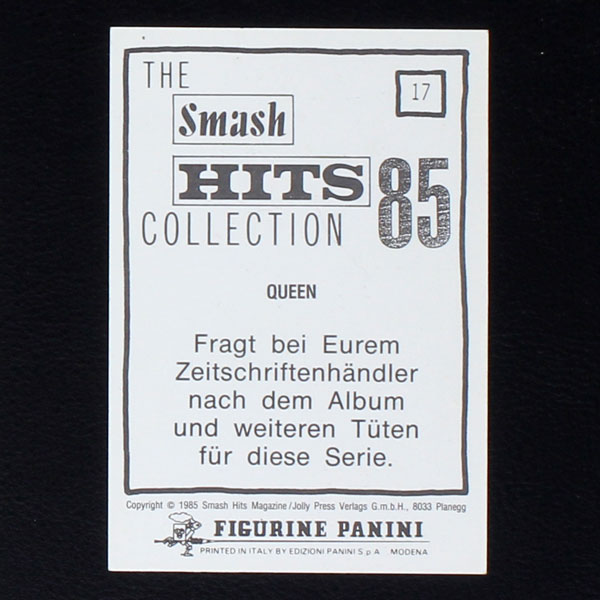 THE
17
Smash
HITS
85
COLLECTION
QUEEN
Fragt bei Eurem
Zeitschriftenhändler
nach dem Album
und weiteren Tüten
für diese Serie.
Copyright © 1985 Smash Hits Magazine/Jolly Press Verlags G.m.b.H., 8033 Planegg
FIGURINE PANINI
PRINTED IN ITALY BY EDIZIONI PANINI S.p.A. MODENA